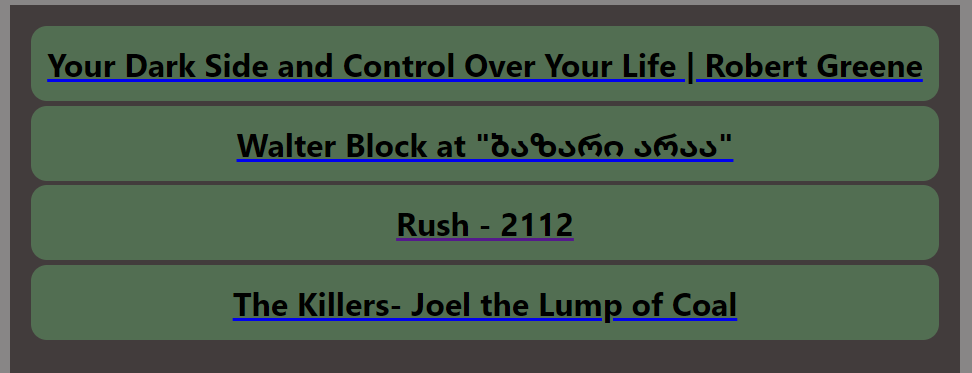 Your Dark Side and Control Over Your Life | Robert Greene
Walter Block at "ბაზარი არაა"
Rush - 2112
The Killers- Joel the Lump of Coal